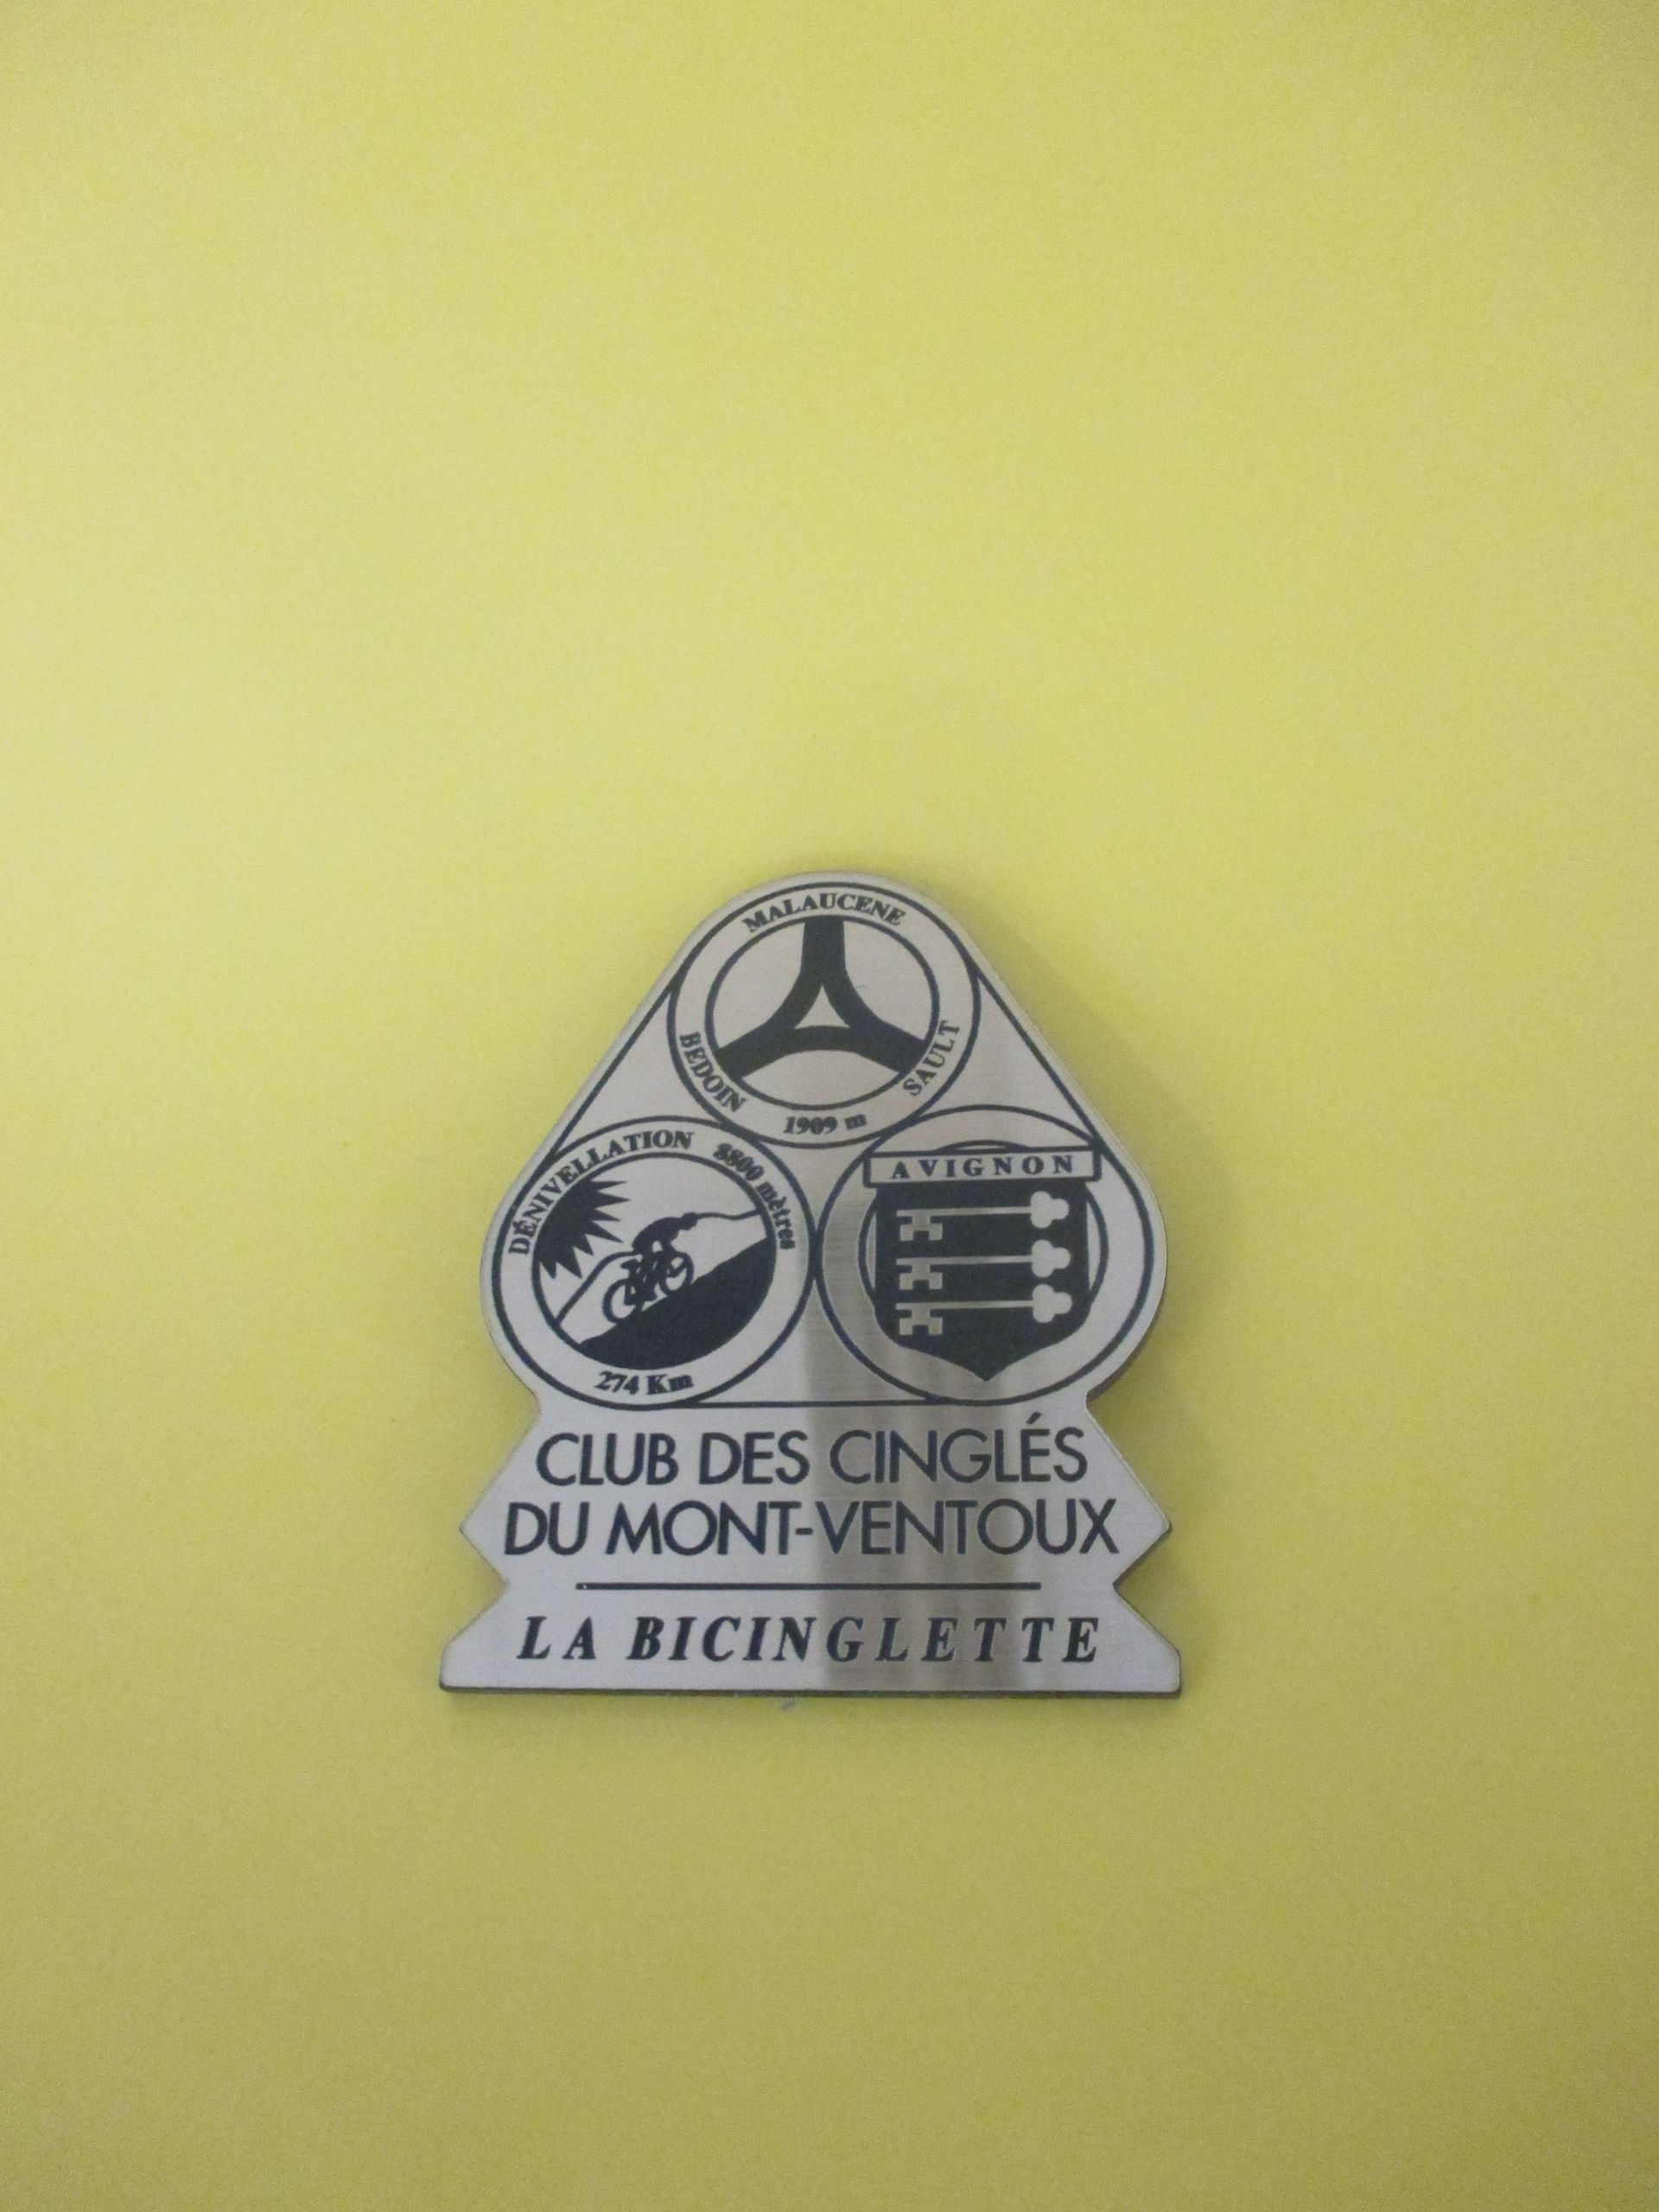 MALAUCENE
BEDOIN
SAULT
1909 m
DÉNIVELLATION 8800 mètres
274 Km
AVIGNON
CLUB DES CINGLÉS
DU MONT-VENTOUX
LA BICINGLETTE